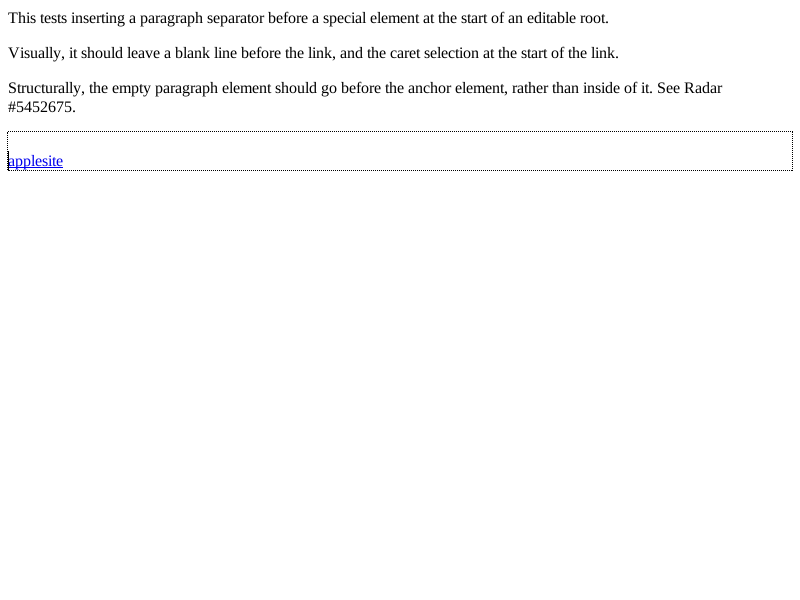 This tests inserting a paragraph separator before a special element at the start of an editable root.
Visually, it should leave a blank line before the link, and the caret selection at the start of the link.
Structurally, the empty paragraph element should go before the anchor element, rather than inside of it. See Radar
#5452675.
applesite